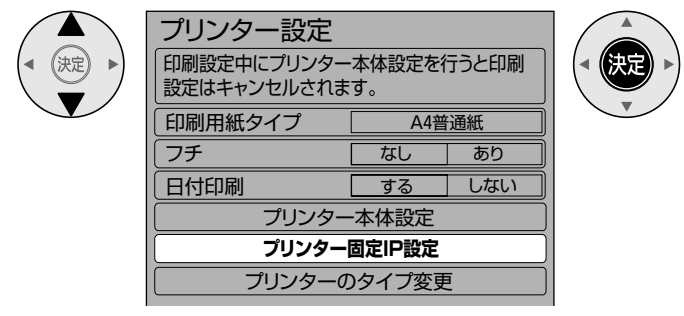 決定
プリンター設定
印刷設定中にプリンター本体設定を行うと印刷
設定はキャンセルされます。
印刷用紙タイプ A4普通紙
フチ なし あり
日付印刷 する しない
プリンター本体設定
プリンター固定IP設定
プリンターのタイプ変更
決定